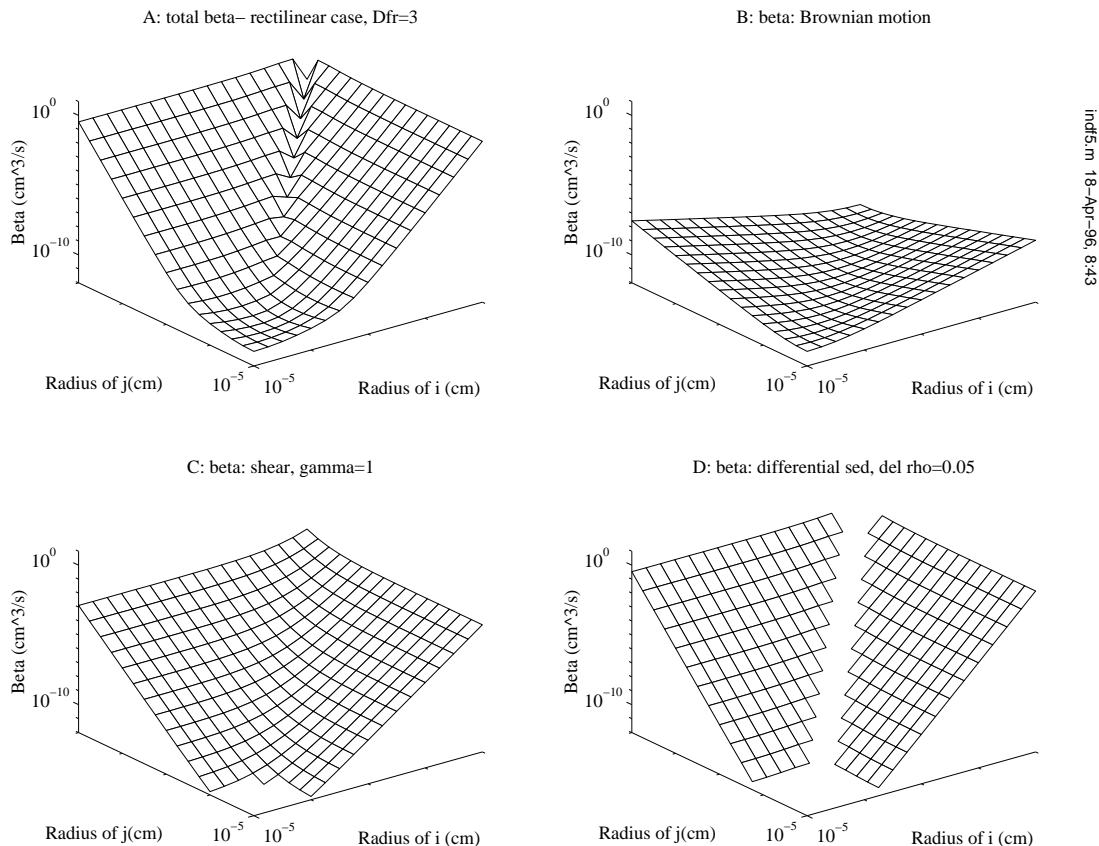 A: total beta− rectilinear case, Dfr=3
10^0
10^−10
Beta (cm^3/s)
Radius of j(cm)
10^−5
10^−5
Radius of i (cm)
B: beta: Brownian motion
10^0
10^−10
Beta (cm^3/s)
Radius of j(cm)
10^−5
10^−5
Radius of i (cm)
indf5.m 18−Apr−96, 8:43
C: beta: shear, gamma=1
10^0
10^−10
Beta (cm^3/s)
Radius of j(cm)
10^−5
10^−5
Radius of i (cm)
D: beta: differential sed, del rho=0.05
10^0
10^−10
Beta (cm^3/s)
Radius of j(cm)
10^−5
10^−5
Radius of i (cm)